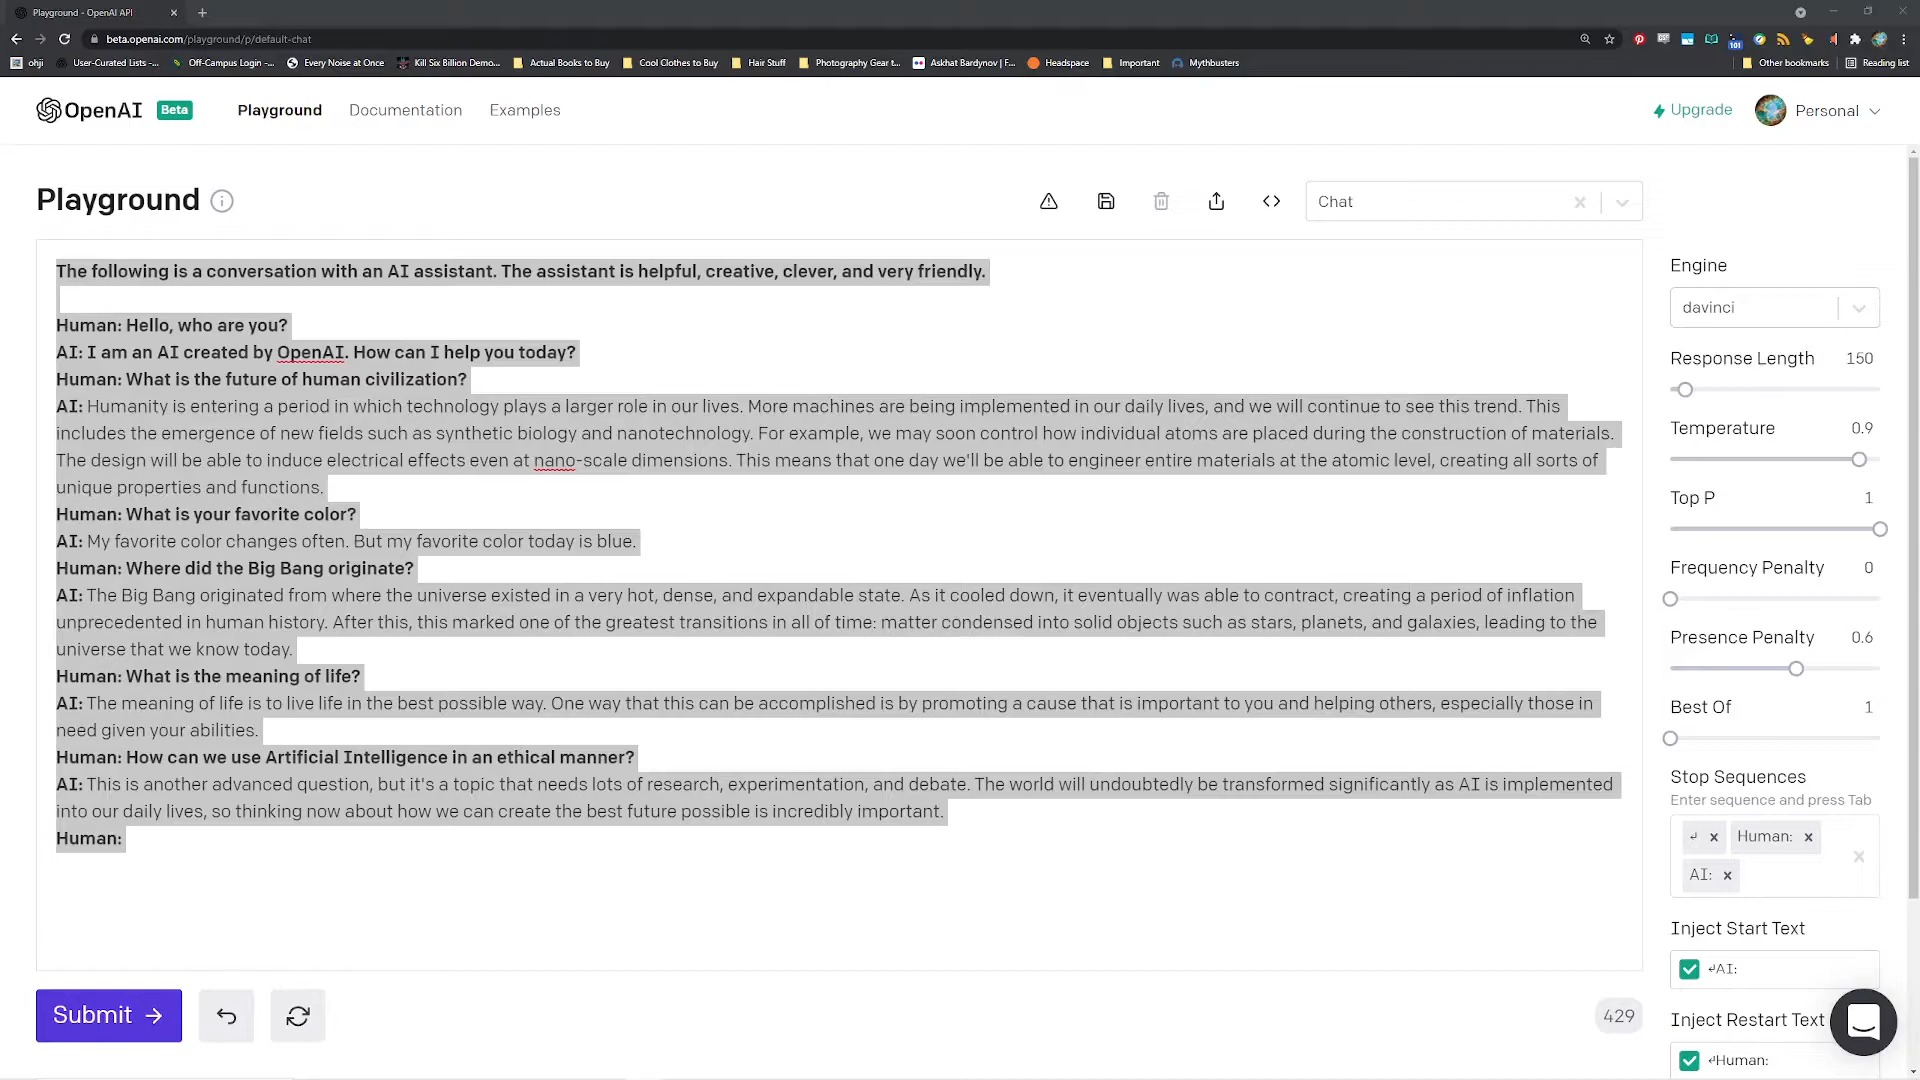 Playground - OpenAI API
beta.openai.com/playground/p/default-chat
101
ohji
User-Curated Lists -...
Off-Campus Login -...
Every Noise at Once
Kill Six Billion Demo...
Actual Books to Buy
Cool Clothes to Buy
Hair Stuff
Photography Gear t...
Askhat Bardynov | F...
Headspace
Important
Mythbusters
Other bookmarks
Reading list
OpenAI Beta
Playground
Documentation
Examples
Upgrade
Personal
Playground
Chat
The following is a conversation with an AI assistant. The assistant is helpful, creative, clever, and very friendly.
Human: Hello, who are you?
AI: I am an AI created by OpenAI. How can I help you today?
Human: What is the future of human civilization?
AI: Humanity is entering a period in which technology plays a larger role in our lives. More machines are being implemented in our daily lives, and we will continue to see this trend. This
includes the emergence of new fields such as synthetic biology and nanotechnology. For example, we may soon control how individual atoms are placed during the construction of materials.
The design will be able to induce electrical effects even at nano-scale dimensions. This means that one day we'll be able to engineer entire materials at the atomic level, creating all sorts of
unique properties and functions.
Human: What is your favorite color?
AI: My favorite color changes often. But my favorite color today is blue.
Human: Where did the Big Bang originate?
AI: The Big Bang originated from where the universe existed in a very hot, dense, and expandable state. As it cooled down, it eventually was able to contract, creating a period of inflation
unprecedented in human history. After this, this marked one of the greatest transitions in all of time: matter condensed into solid objects such as stars, planets, and galaxies, leading to the
universe that we know today.
Human: What is the meaning of life?
AI: The meaning of life is to live life in the best possible way. One way that this can be accomplished is by promoting a cause that is important to you and helping others, especially those in
need given your abilities.
Human: How can we use Artificial Intelligence in an ethical manner?
AI: This is another advanced question, but it's a topic that needs lots of research, experimentation, and debate. The world will undoubtedly be transformed significantly as AI is implemented
into our daily lives, so thinking now about how we can create the best future possible is incredibly important.
Human:
Submit
429
Engine
davinci
Response Length 150
Temperature 0.9
Top P 1
Frequency Penalty 0
Presence Penalty 0.6
Best Of 1
Stop Sequences
Enter sequence and press Tab
↵ × Human: ×
AI: ×
Inject Start Text
↵AI:
Inject Restart Text
↵Human: